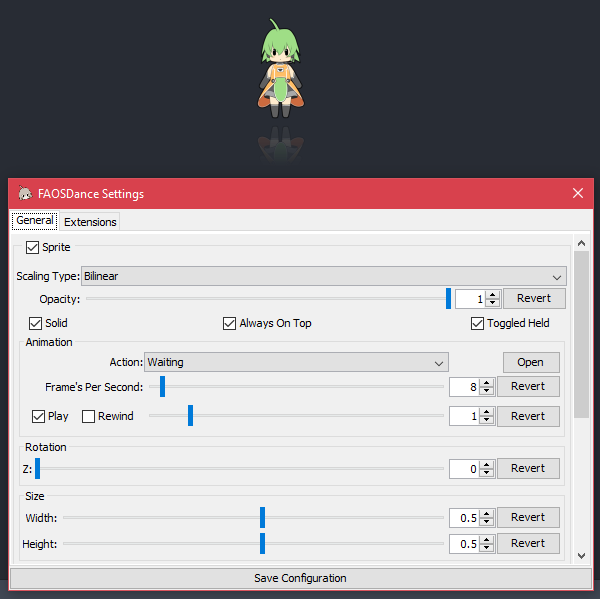 FAOSDance Settings
General Extensions
Sprite
Scaling Type: Bilinear
Opacity: 1 Revert
Solid Always On Top Toggled Held
Animation
Action: Waiting Open
Frame's Per Second: 8 Revert
Play Rewind 1 Revert
Rotation
Z: 0 Revert
Size
Width: 0.5 Revert
Height: 0.5 Revert
Save Configuration